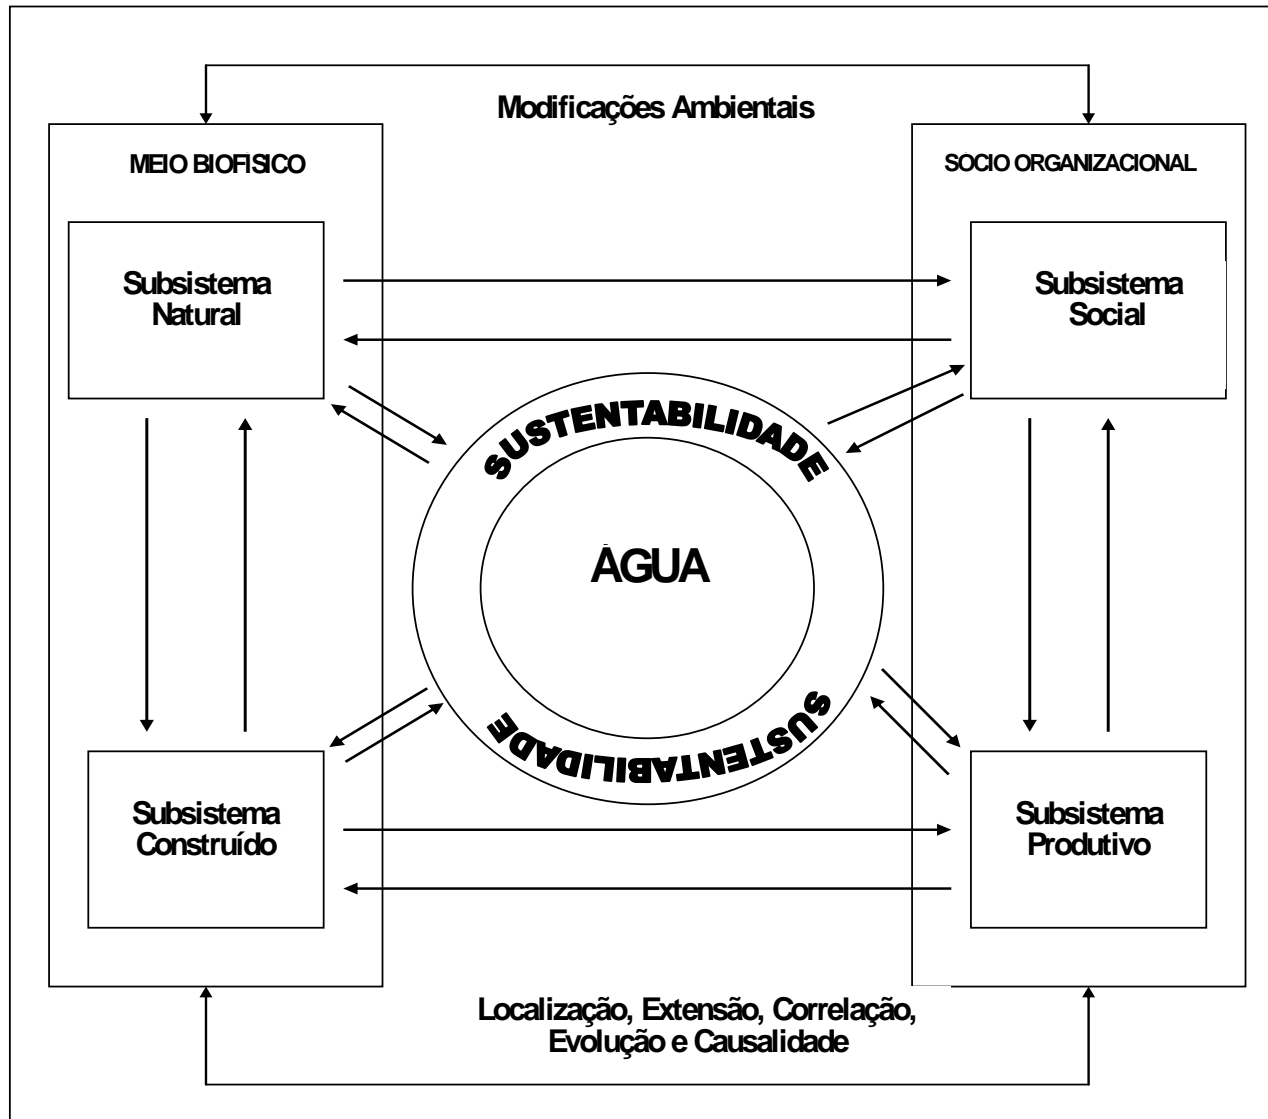 Modificações Ambientais
MEIO BIOFÍSICO
SÓCIO ORGANIZACIONAL
Subsistema
Natural
Subsistema
Social
SUSTENTABILIDADE
ÁGUA
SUSTENTABILIDADE
Subsistema
Construído
Subsistema
Produtivo
Localização, Extensão, Correlação,
Evolução e Causalidade